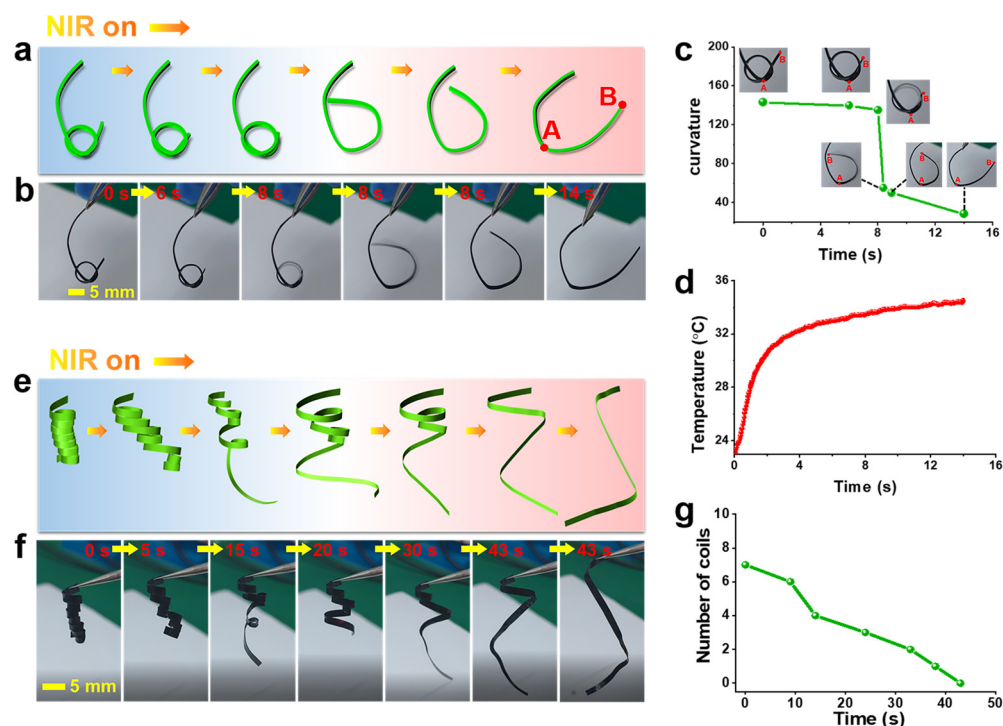 NIR on
a
B
A
b
0 s 6 s 8 s 8 s 8 s 14 s
5 mm
c
200
160
120
80
40
curvature
0 4 8 12 16
Time (s)
B
A
B
A
B
A
B
A
B
A
B
A
d
36
32
28
24
Temperature (°C)
0 4 8 12 16
Time (s)
NIR on
e
f
0 s 5 s 15 s 20 s 30 s 43 s 43 s
5 mm
g
8
6
4
2
0
Number of coils
0 10 20 30 40 50
Time (s)